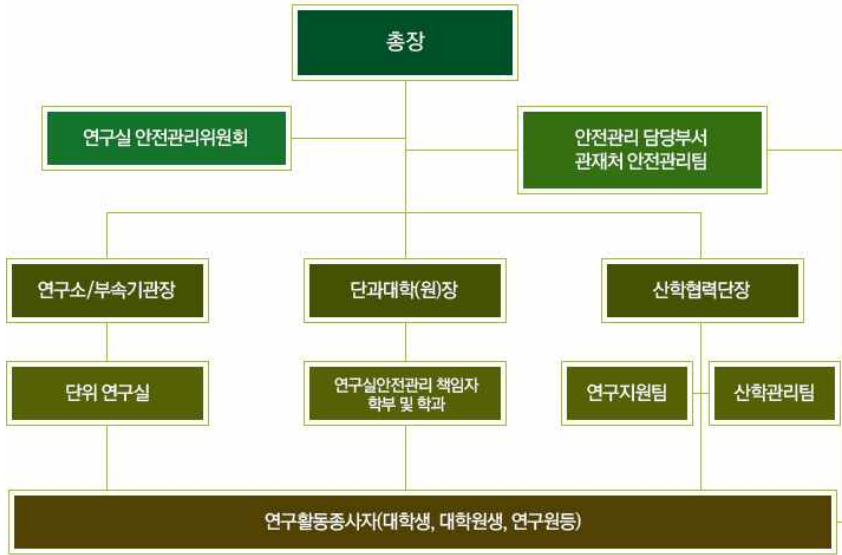 총장
연구실 안전관리위원회
안전관리 담당부서
관재처 안전관리팀
연구소/부속기관장
단과대학(원)장
산학협력단장
단위 연구실
연구실안전관리 책임자
학부 및 학과
연구지원팀
산학관리팀
연구활동종사자(대학생, 대학원생, 연구원등)